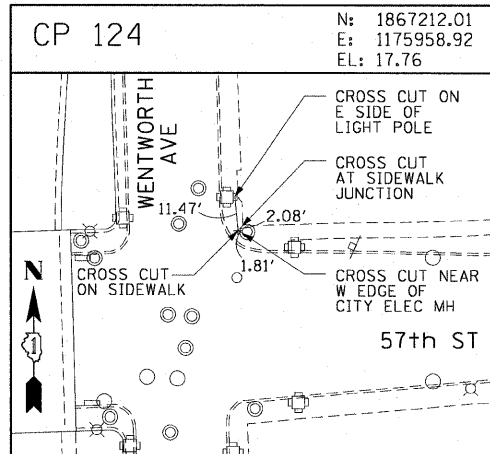 CP 124
N: 1867212.01
E: 1175958.92
EL: 17.76
WENTWORTH
AVE
CROSS CUT ON
E SIDE OF
LIGHT POLE
CROSS CUT
AT SIDEWALK
JUNCTION
11.47'
2.08'
1.81'
CROSS CUT
ON SIDEWALK
CROSS CUT NEAR
W EDGE OF
CITY ELEC MH
N
1
57th ST